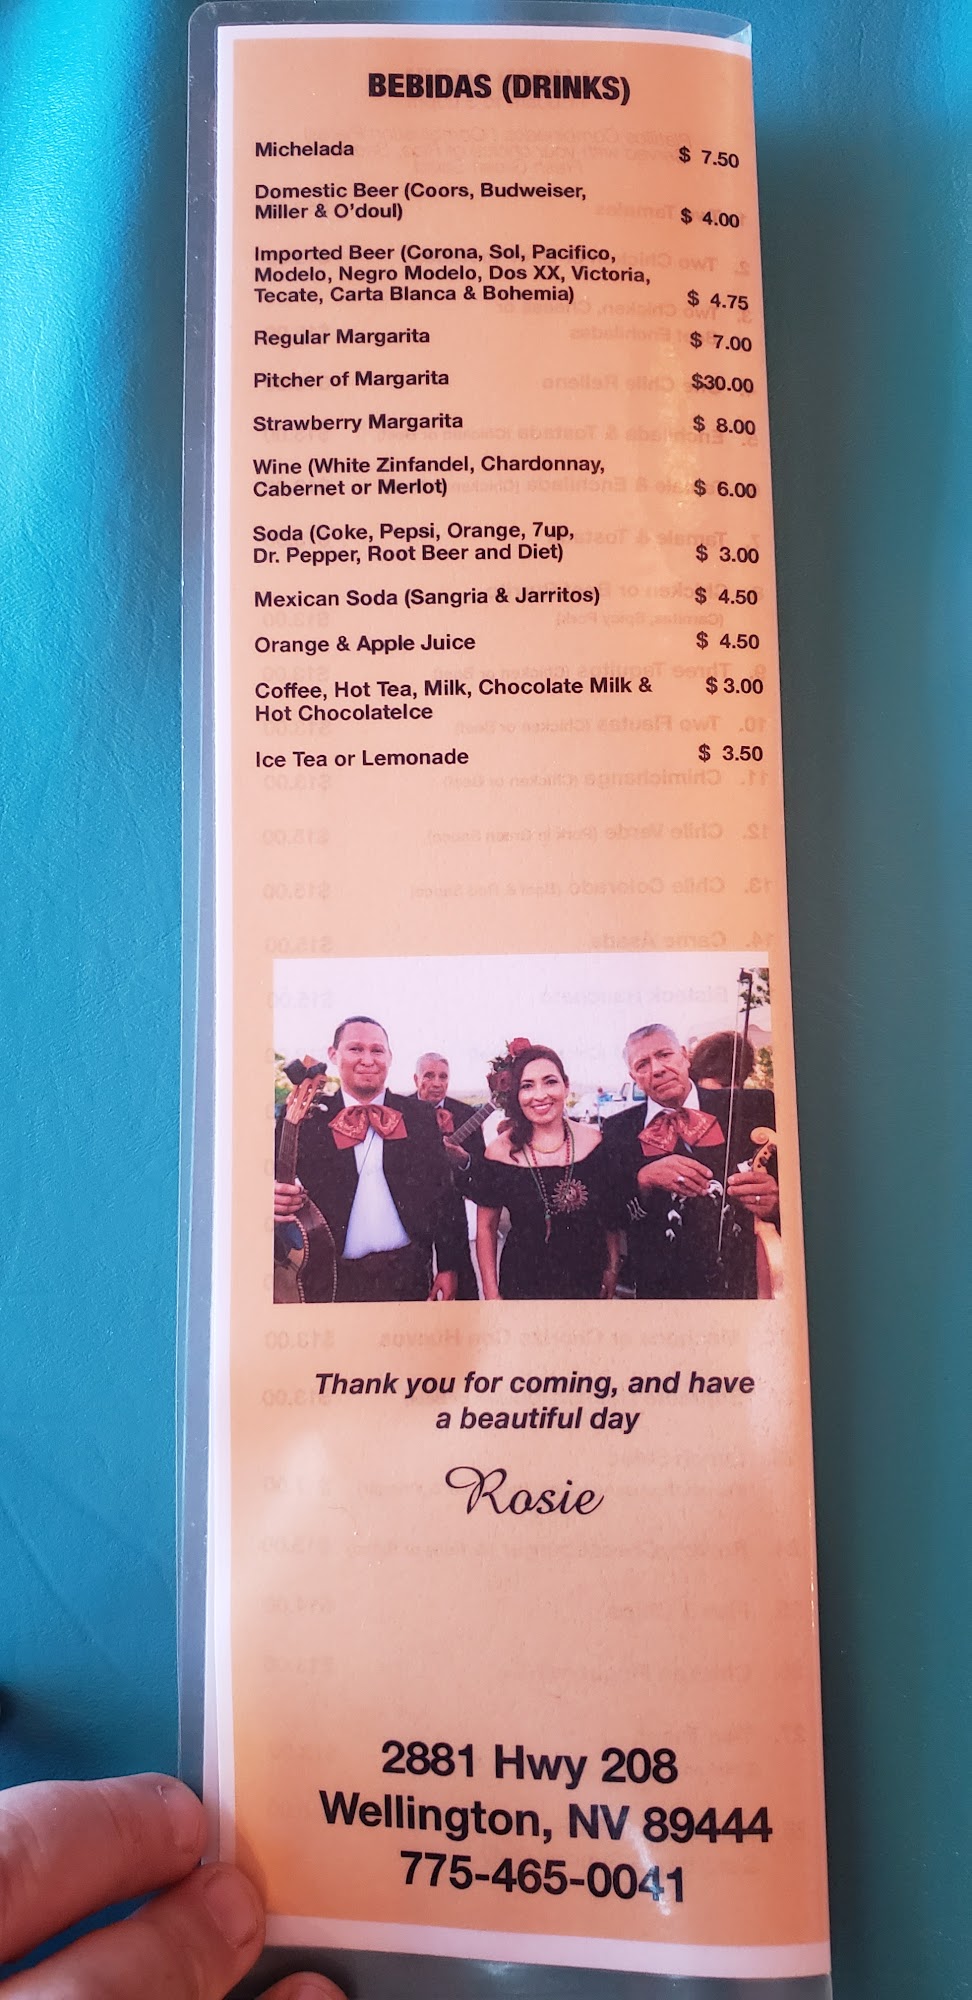 BEBIDAS (DRINKS)
Michelada $ 7.50
Domestic Beer (Coors, Budweiser,
Miller & O'doul) $ 4.00
Imported Beer (Corona, Sol, Pacifico,
Modelo, Negro Modelo, Dos XX, Victoria,
Tecate, Carta Blanca & Bohemia) $ 4.75
Regular Margarita $ 7.00
Pitcher of Margarita $30.00
Strawberry Margarita $ 8.00
Wine (White Zinfandel, Chardonnay,
Cabernet or Merlot) $ 6.00
Soda (Coke, Pepsi, Orange, 7up,
Dr. Pepper, Root Beer and Diet) $ 3.00
Mexican Soda (Sangria & Jarritos) $ 4.50
Orange & Apple Juice $ 4.50
Coffee, Hot Tea, Milk, Chocolate Milk & $ 3.00
Hot ChocolateIce
Ice Tea or Lemonade $ 3.50
Thank you for coming, and have
a beautiful day
Rosie
2881 Hwy 208
Wellington, NV 89444
775-465-0041